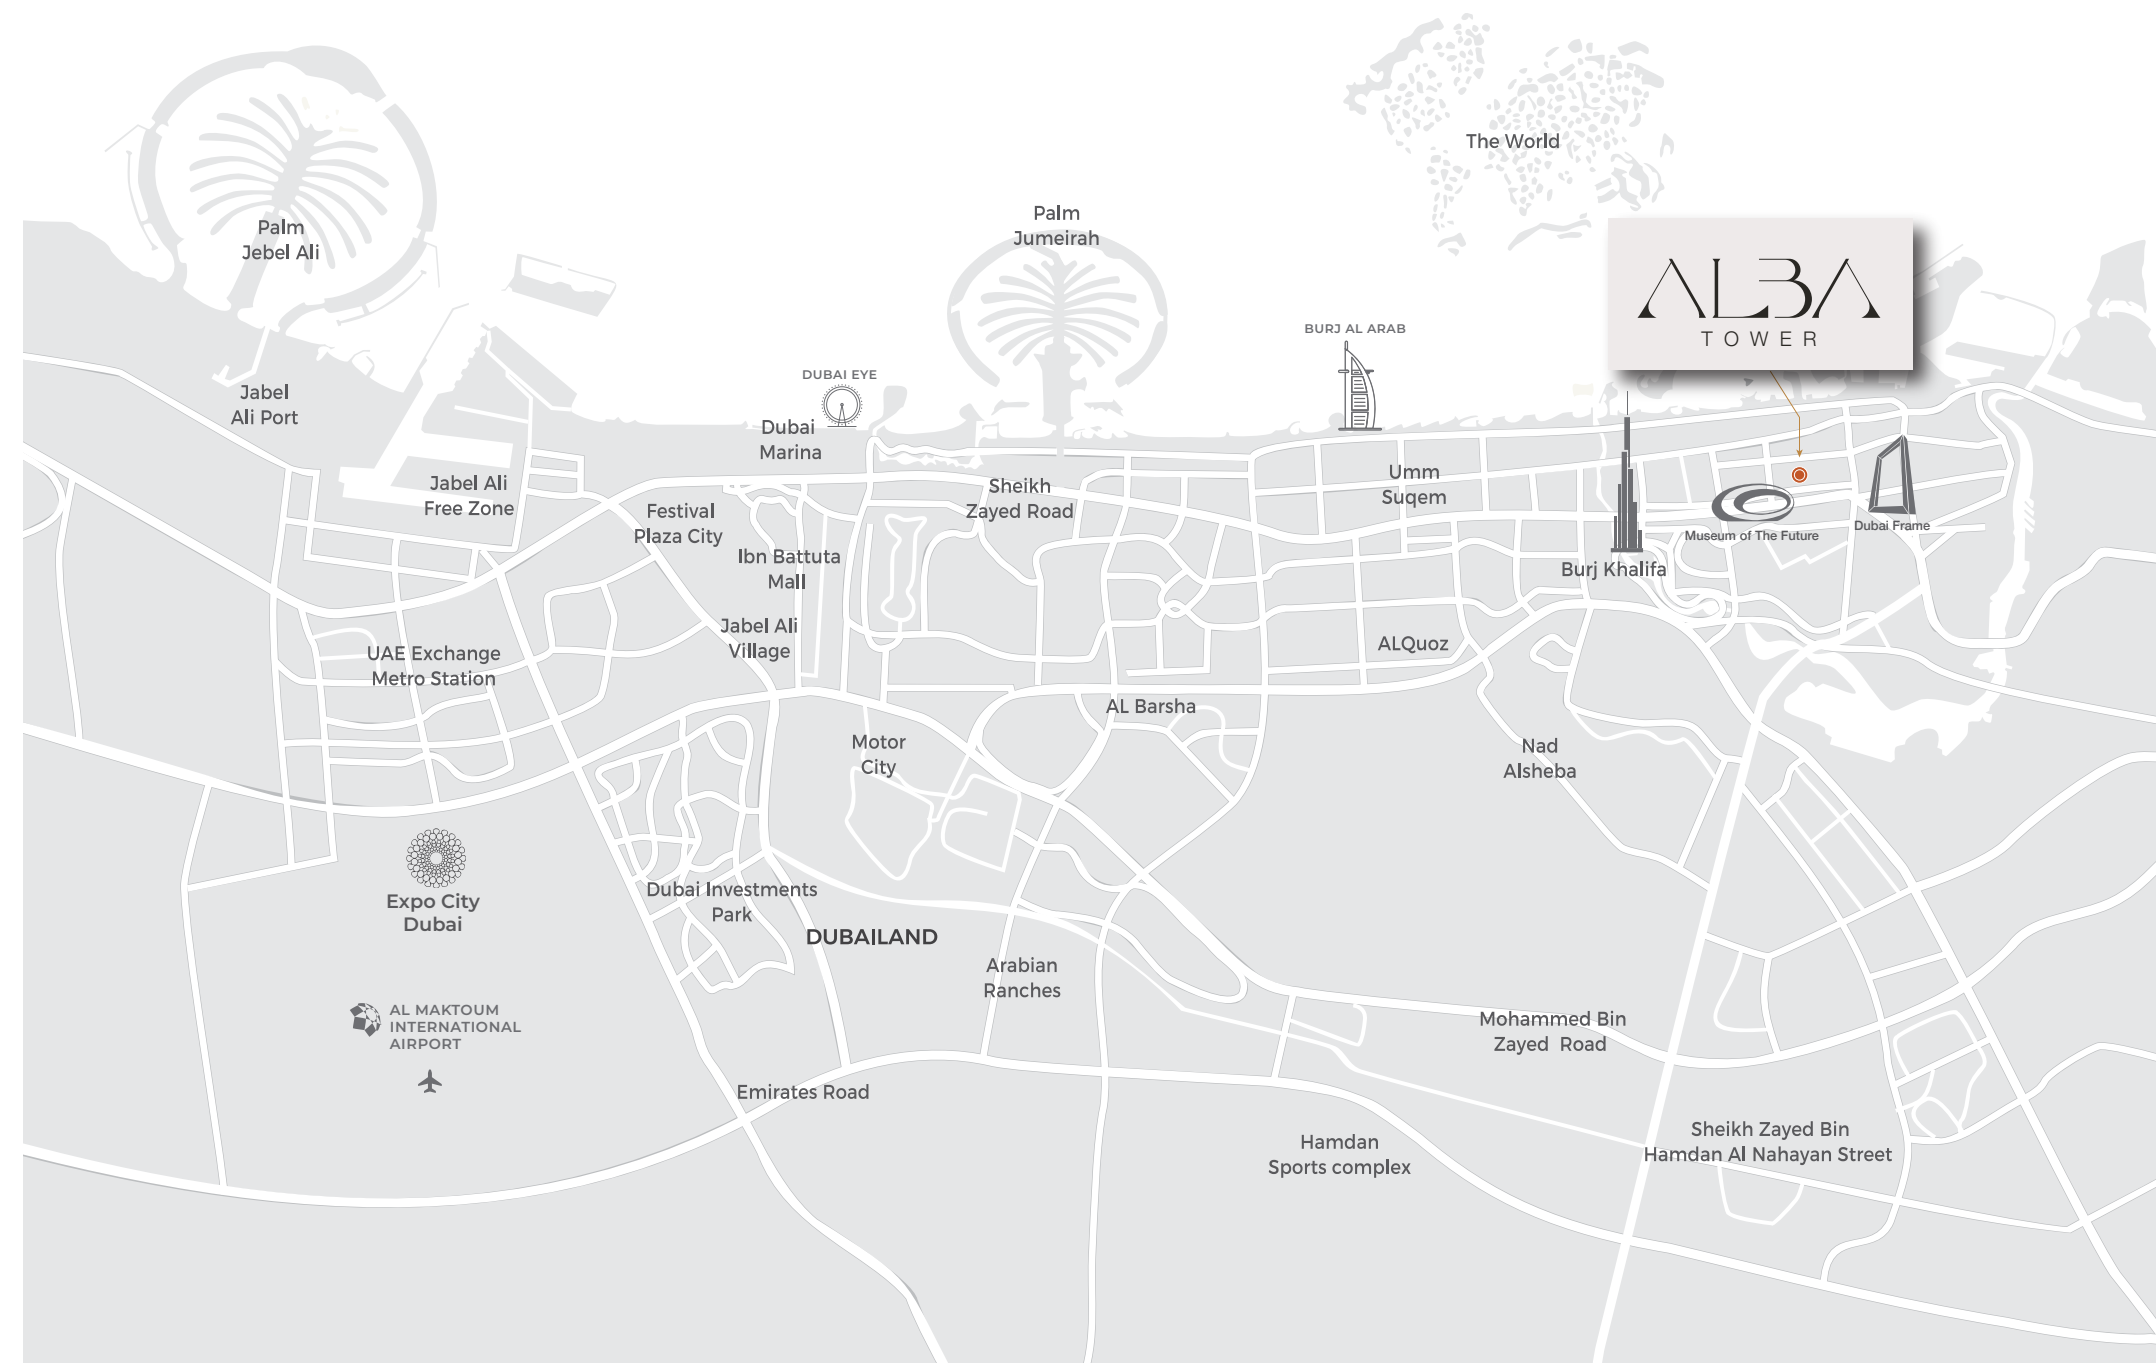 The World
Palm
Jumeirah
Palm
Jebel Ali
ALBA
TOWER
BURJ AL ARAB
DUBAI EYE
Jabel
Ali Port
Dubai
Marina
Umm
Suqem
Jabel Ali
Free Zone
Sheikh
Zayed Road
Festival
Plaza City
Dubai Frame
Museum of The Future
Ibn Battuta
Mall
Burj Khalifa
Jabel Ali
Village
ALQuoz
UAE Exchange
Metro Station
AL Barsha
Motor
City
Nad
Alsheba
Expo City
Dubai
Dubai Investments
Park
DUBAILAND
Arabian
Ranches
AL MAKTOUM
INTERNATIONAL
AIRPORT
Mohammed Bin
Zayed Road
Emirates Road
Sheikh Zayed Bin
Hamdan Al Nahayan Street
Hamdan
Sports complex